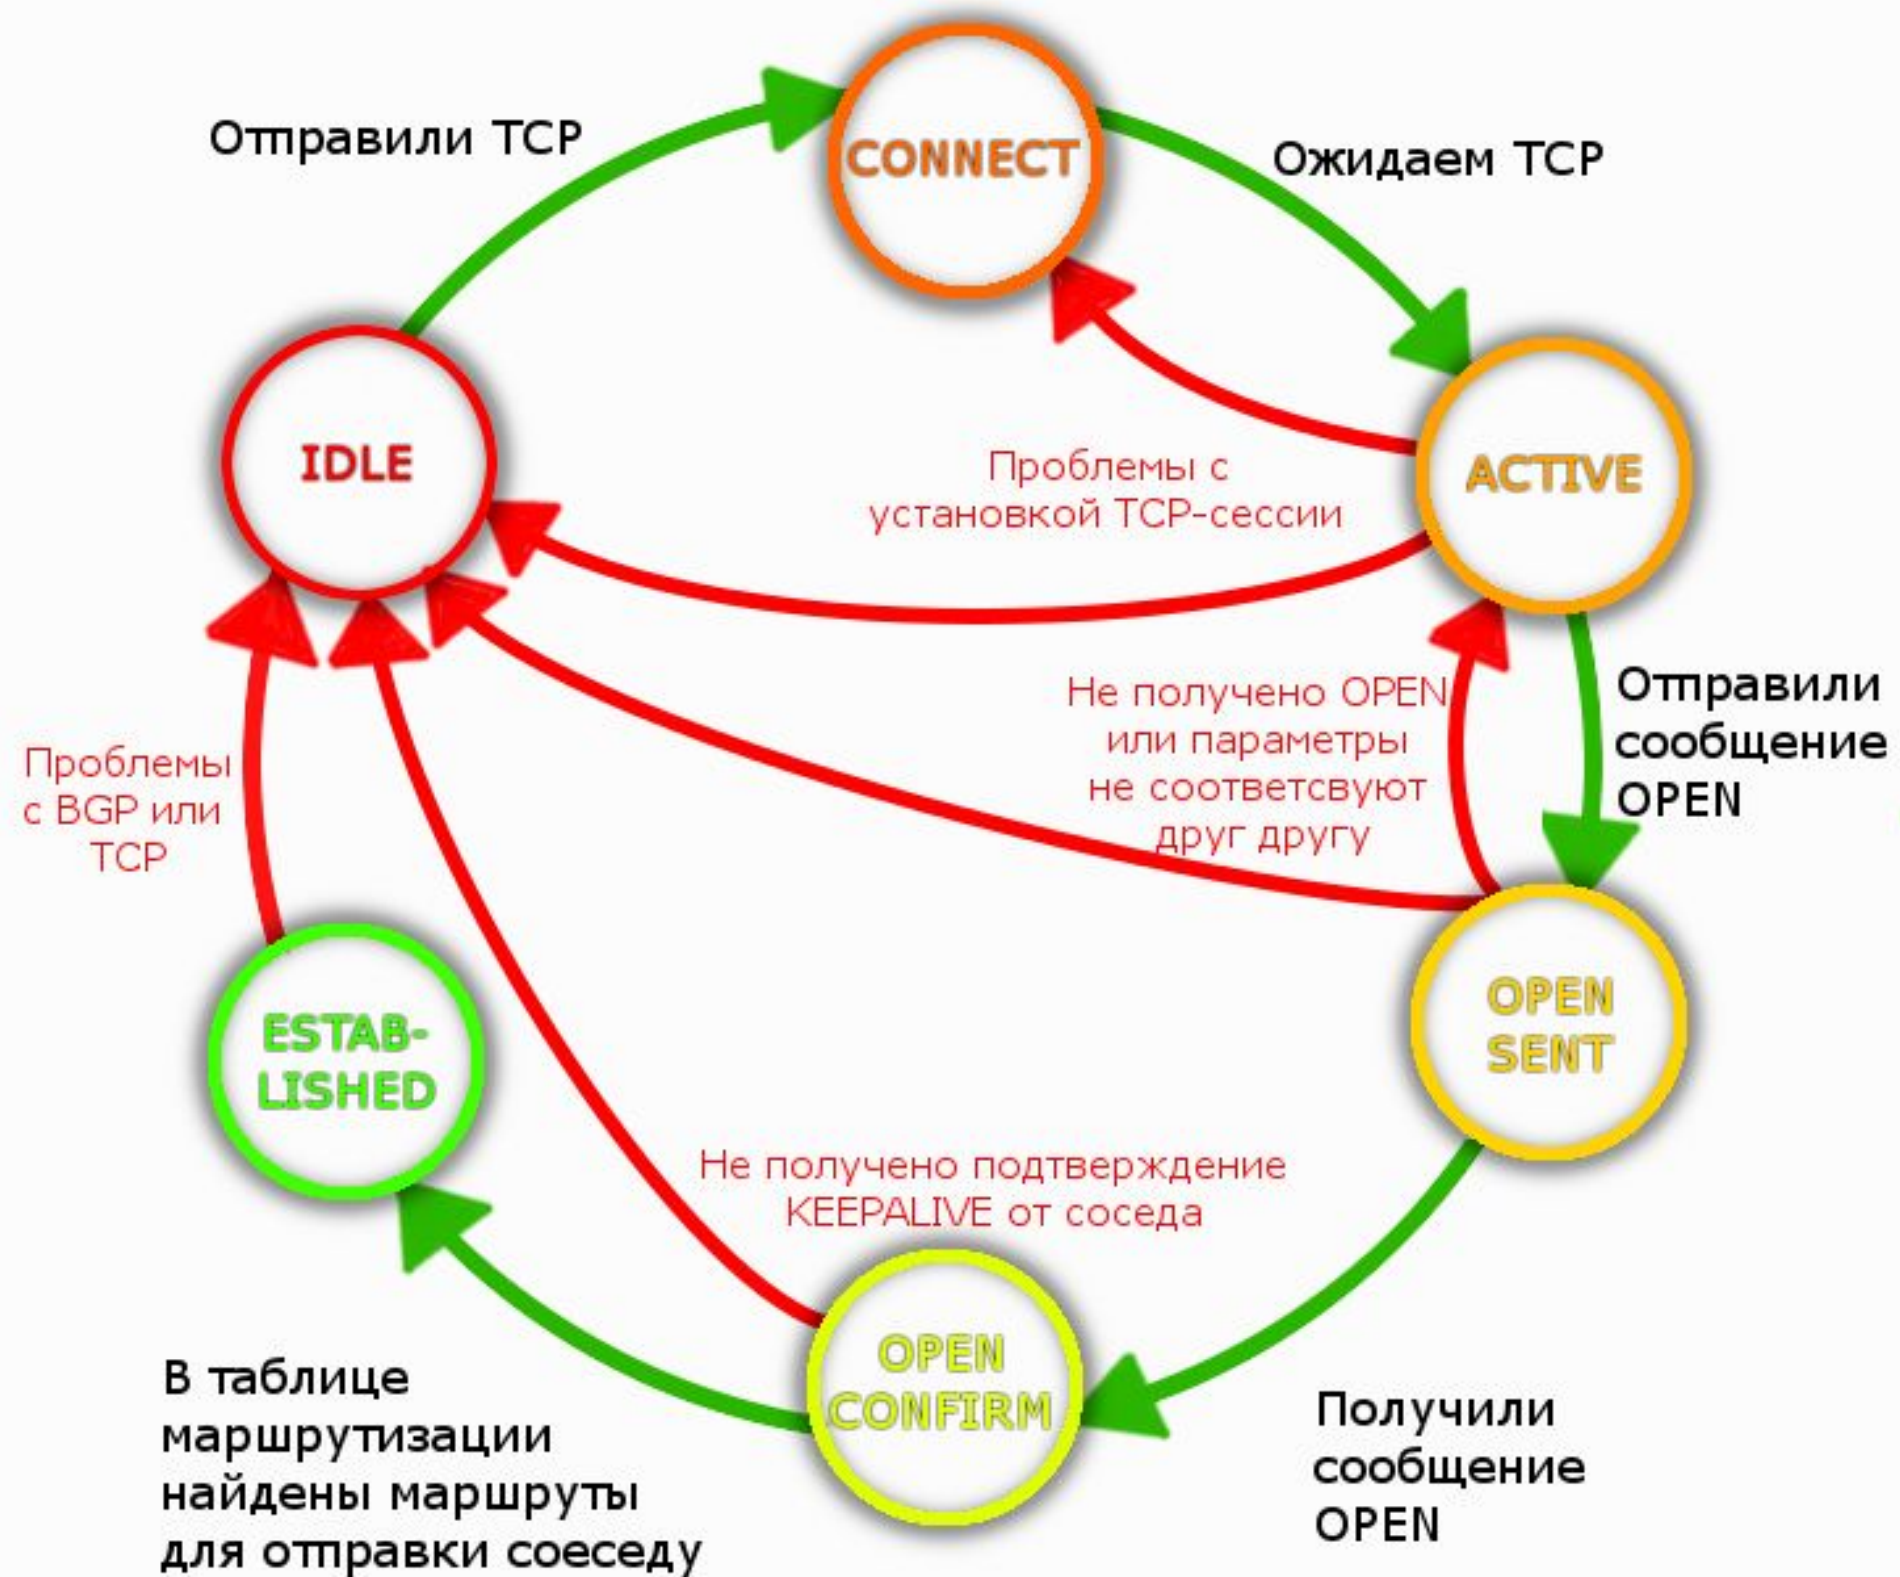 Отправили TCP
CONNECT
Ожидаем TCP
IDLE
ACTIVE
Проблемы с
установкой TCP-сессии
Не получено OPEN
или параметры
не соответсвуют
друг другу
Отправили
сообщение
OPEN
Проблемы
с BGP или
TCP
OPEN
SENT
ESTAB-
LISHED
Не получено подтверждение
KEEPALIVE от соседа
OPEN
CONFIRM
В таблице
маршрутизации
найдены маршруты
для отправки соеседу
Получили
сообщение
OPEN